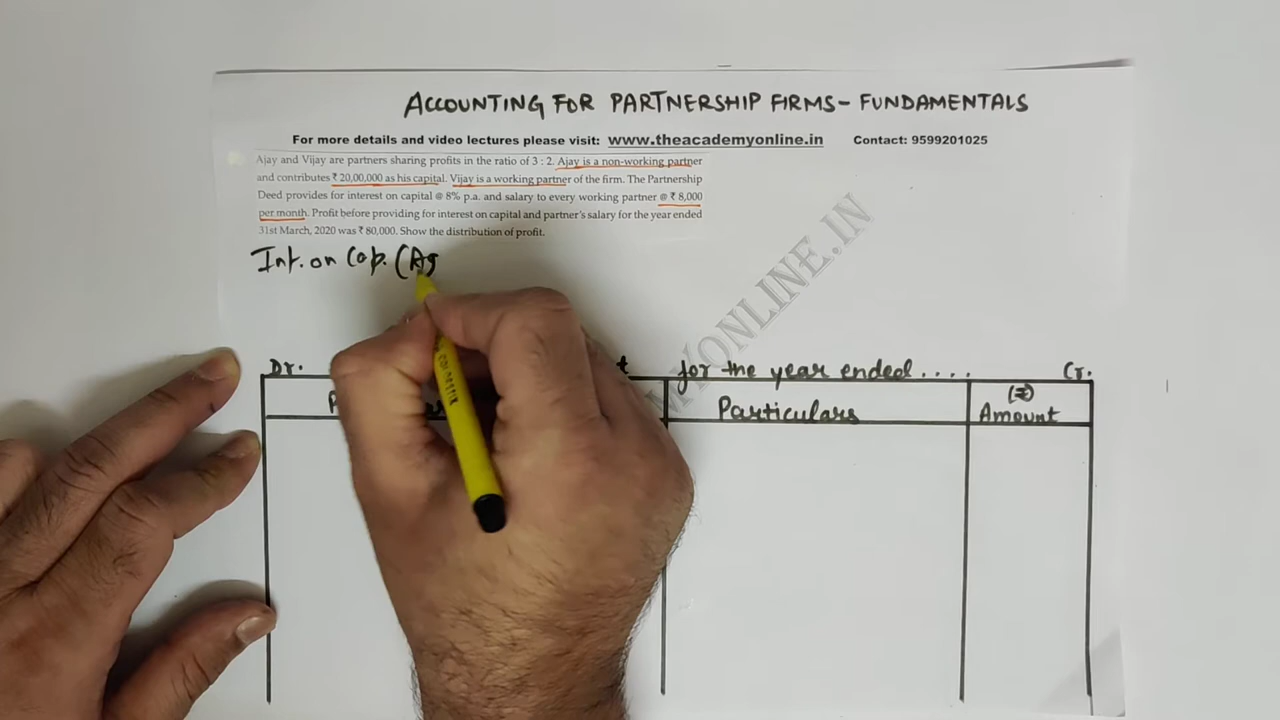 ACCOUNTING FOR PARTNERSHIP FIRMS- FUNDAMENTALS
For more details and video lectures please visit: www.theacademyonline.in Contact: 9599201025
Ajay and Vijay are partners sharing profits in the ratio of 3 : 2. Ajay is a non-working partner
and contributes ₹ 20,00,000 as his capital. Vijay is a working partner of the firm. The Partnership
Deed provides for interest on capital @ 8% p.a. and salary to every working partner @ ₹ 8,000
per month. Profit before providing for interest on capital and partner's salary for the year ended
31st March, 2020 was ₹ 80,000. Show the distribution of profit.
Int. on Cap. (Aj
Dr. for the year ended .... Cr.
Particulars (₹)
Amount
MYONLINE.IN